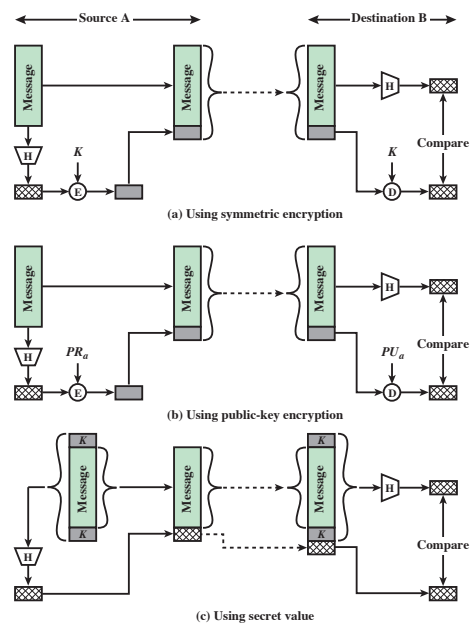 Source A
Destination B
Message
Message
Message
H
H
K
K
E
D
Compare
(a) Using symmetric encryption
Message
Message
Message
H
H
PRa
PUa
E
D
Compare
(b) Using public-key encryption
K
K
Message
Message
Message
H
H
K
K
Compare
(c) Using secret value